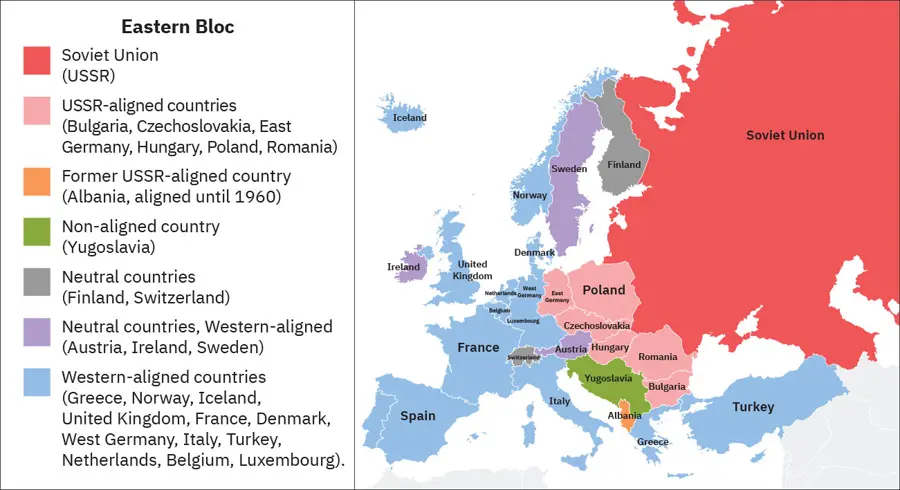 Eastern Bloc
Soviet Union
(USSR)
USSR-aligned countries
(Bulgaria, Czechoslovakia, East
Germany, Hungary, Poland, Romania)
Former USSR-aligned country
(Albania, aligned until 1960)
Non-aligned country
(Yugoslavia)
Neutral countries
(Finland, Switzerland)
Neutral countries, Western-aligned
(Austria, Ireland, Sweden)
Western-aligned countries
(Greece, Norway, Iceland,
United Kingdom, France, Denmark,
West Germany, Italy, Turkey,
Netherlands, Belgium, Luxembourg).
Iceland
Soviet Union
Finland
Sweden
Norway
Denmark
Ireland
United
Kingdom
Netherlands
West
Germany
East
Germany
Poland
Belgium
Luxembourg
Czechoslovakia
France
Switzerland
Austria
Hungary
Romania
Yugoslavia
Bulgaria
Italy
Albania
Spain
Turkey
Greece